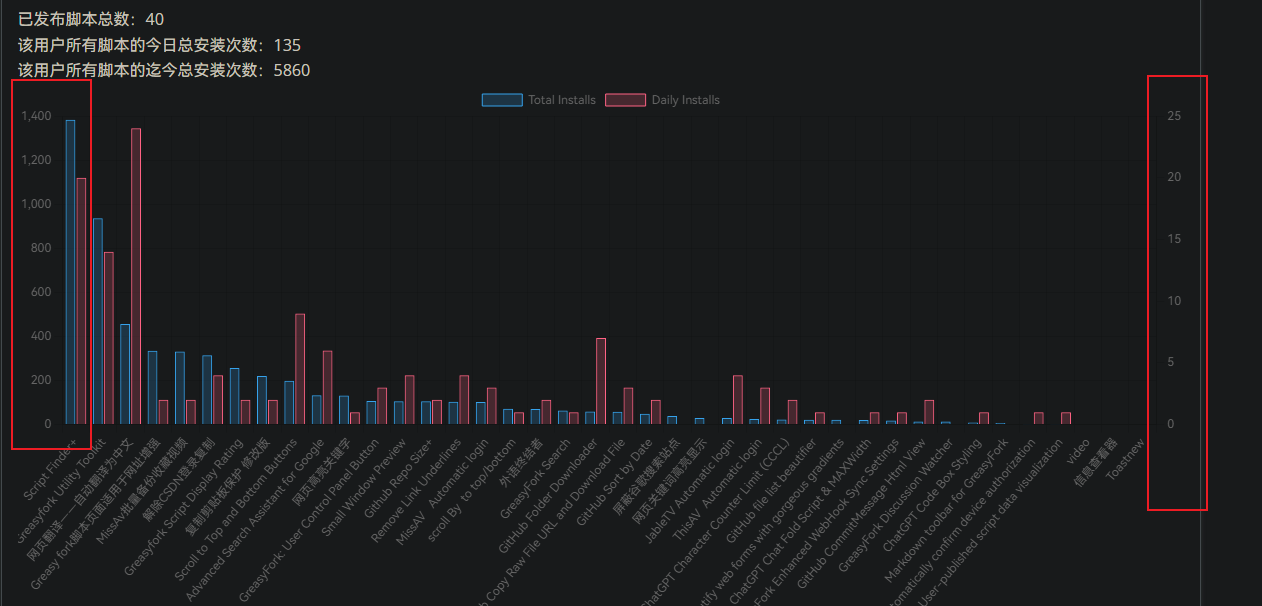 已发布脚本总数：40
该用户所有脚本的今日总安装次数：135
该用户所有脚本的迄今总安装次数：5860
Total Installs Daily Installs
1,400
1,200
1,000
800
600
400
200
0
25
20
15
10
5
0
Script Finder+
Greasyfork Utility Toolkit
网页翻译——自动翻译为中文
Greasy fork脚本页面适用于网址增强
MissAv批量备份收藏视频
解除CSDN登录复制
Greasyfork Script Display Rating
复制剪贴板保护 修改版
Scroll to Top and Bottom Buttons
Advanced Search Assistant for Google
网页高亮关键字
GreasyFork: User Control Panel Button
Small Window Preview
Github Repo Size+
Remove Link Underlines
MissAV Automatic login
scroll By to top/bottom
外语终结者
GreasyFork Search
GitHub Folder Downloader
Copy Raw File URL and Download File
GitHub Sort by Date
屏蔽谷歌搜索站点
网页关键词高亮显示
JableTV Automatic login
ThisAV Automatic login
ChatGPT Character Counter Limit (CCCL)
GitHub file list beautifier
web forms with gorgeous gradients
ChatGPT Chat Fold Script & MAXWidth
Fork Enhanced WebHook Sync Settings
GitHub CommitMessage Html View
GreasyFork Discussion Watcher
ChatGPT Code Box Styling
Markdown toolbar for GreasyFork
confirm device authorization
User-published script data visualization
video
信息查看器
Toastnew